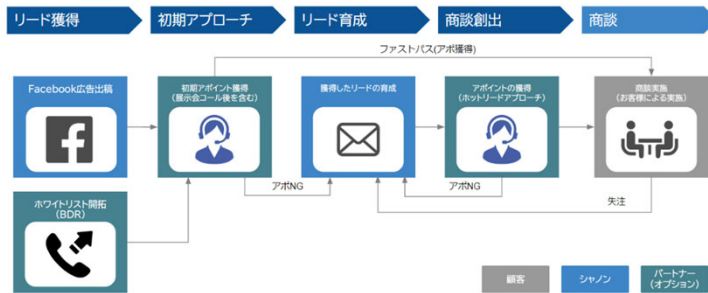 リード獲得
初期アプローチ
リード育成
商談創出
商談
ファストパス(アポ獲得)
Facebook広告出稿
初期アポイント獲得
(展示会コール後を含む)
獲得したリードの育成
アポイントの獲得
(ホットリードアプローチ)
商談実施
(お客様による実施)
アポNG
アポNG
失注
ホワイトリスト開拓
(BDR)
顧客
シャノン
パートナー
(オプション)